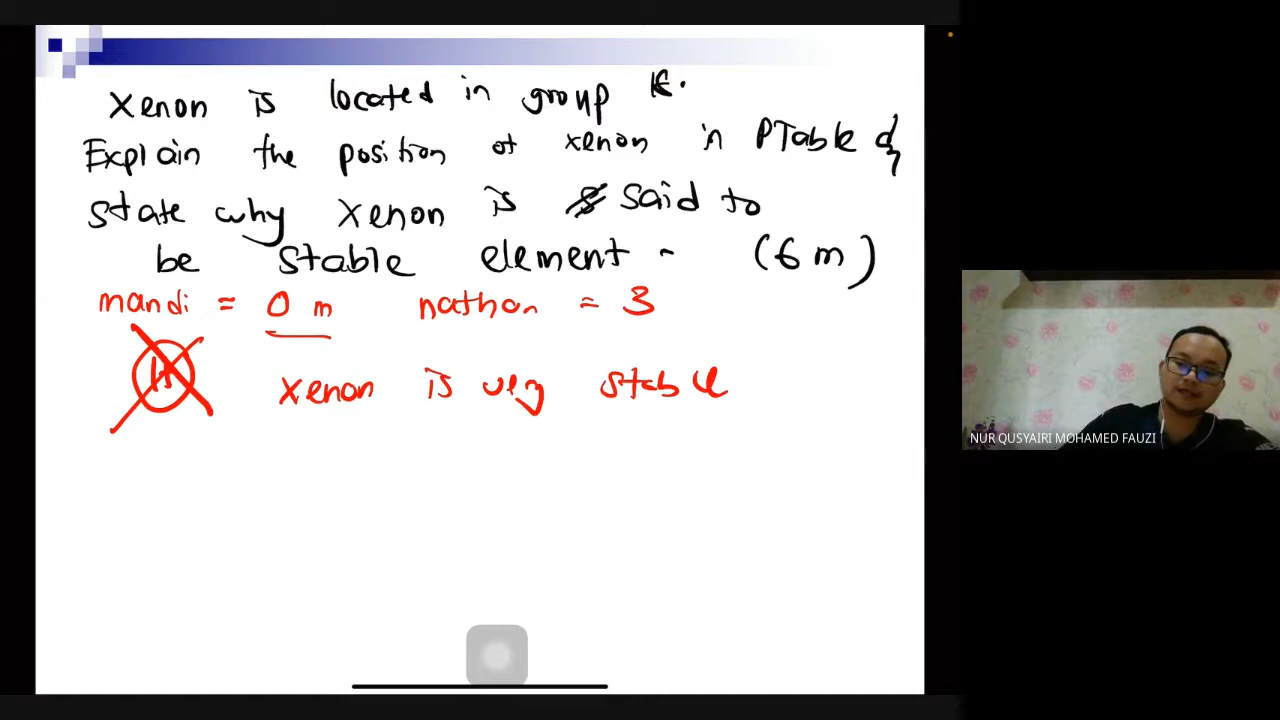 Xenon is located in group
Explain the position of xenon in PTable &
state why xenon is said to
be stable element - (6 m)
mandi = 0 m nathan = 3
xenon is very stable
NUR QUSYAIRI MOHAMED FAUZI